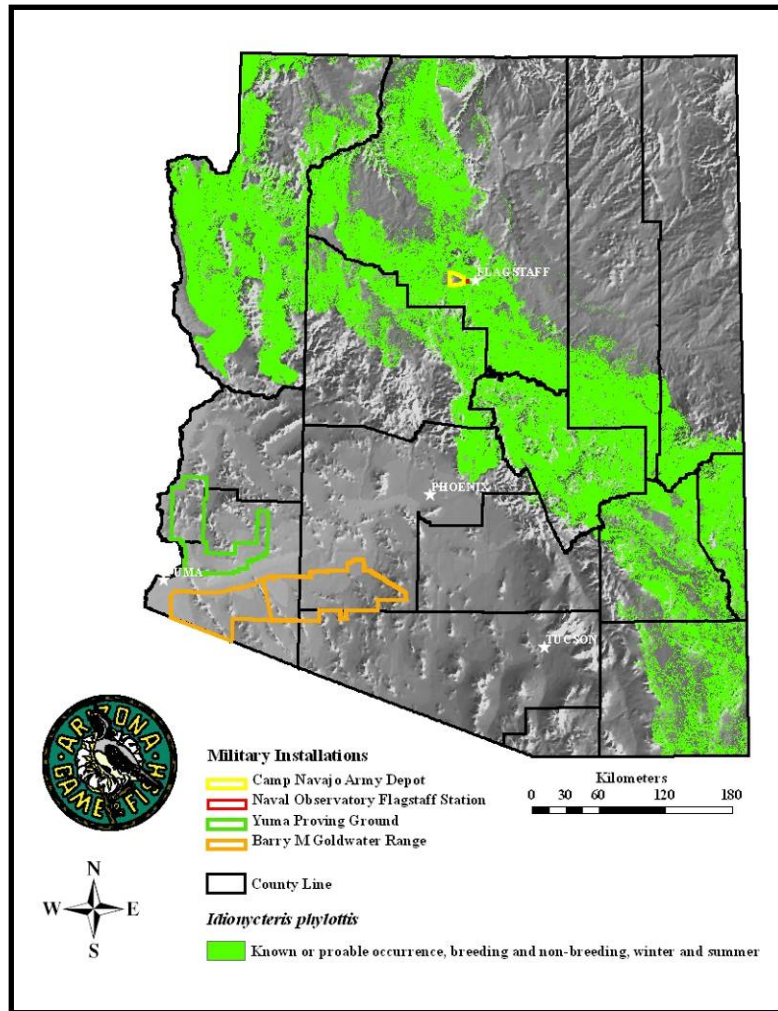 FLAGSTAFF
PHOENIX
YUMA
TUCSON
ARIZONA
GAME & FISH
Military Installations
Camp Navajo Army Depot
Naval Observatory Flagstaff Station
Yuma Proving Ground
Barry M Goldwater Range
County Line
Idionycteris phylottis
Known or proable occurrence, breeding and non-breeding, winter and summer
Kilometers
0 15 30 60 90 120 180
N
W E
S